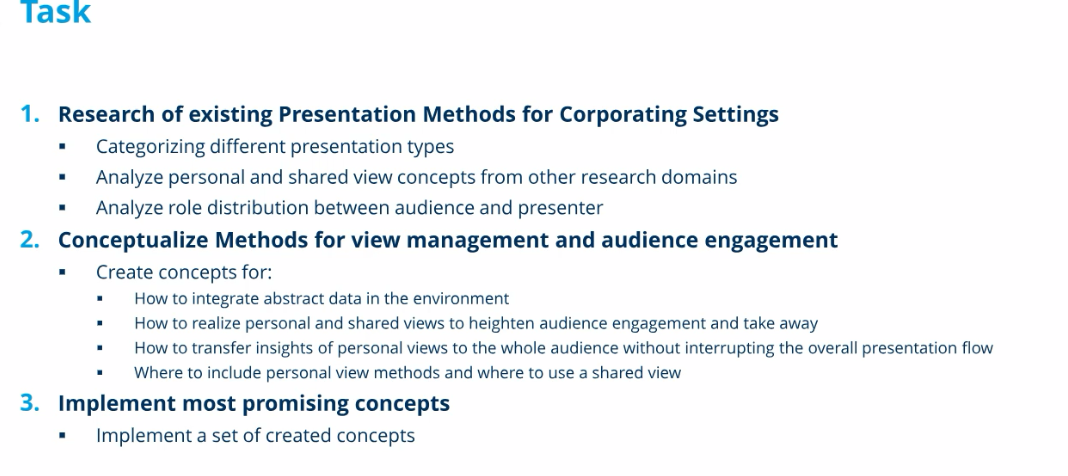 Task
1. Research of existing Presentation Methods for Corporating Settings
▪ Categorizing different presentation types
▪ Analyze personal and shared view concepts from other research domains
▪ Analyze role distribution between audience and presenter
2. Conceptualize Methods for view management and audience engagement
▪ Create concepts for:
▪ How to integrate abstract data in the environment
▪ How to realize personal and shared views to heighten audience engagement and take away
▪ How to transfer insights of personal views to the whole audience without interrupting the overall presentation flow
▪ Where to include personal view methods and where to use a shared view
3. Implement most promising concepts
▪ Implement a set of created concepts